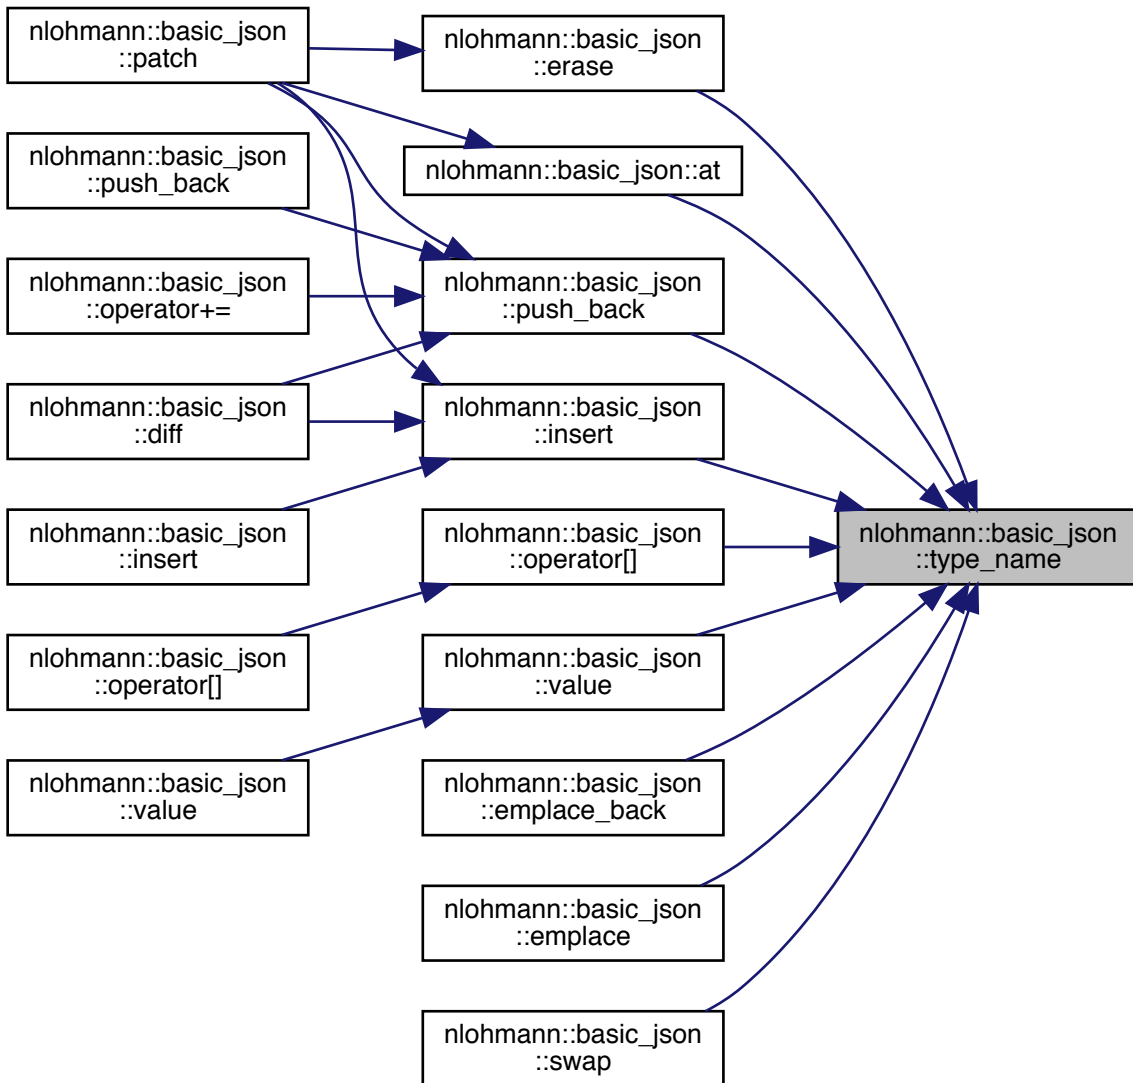 nlohmann::basic_json
::patch
nlohmann::basic_json
::push_back
nlohmann::basic_json
::operator+=
nlohmann::basic_json
::diff
nlohmann::basic_json
::insert
nlohmann::basic_json
::operator[]
nlohmann::basic_json
::value
nlohmann::basic_json
::erase
nlohmann::basic_json::at
nlohmann::basic_json
::push_back
nlohmann::basic_json
::insert
nlohmann::basic_json
::operator[]
nlohmann::basic_json
::value
nlohmann::basic_json
::emplace_back
nlohmann::basic_json
::emplace
nlohmann::basic_json
::swap
nlohmann::basic_json
::type_name